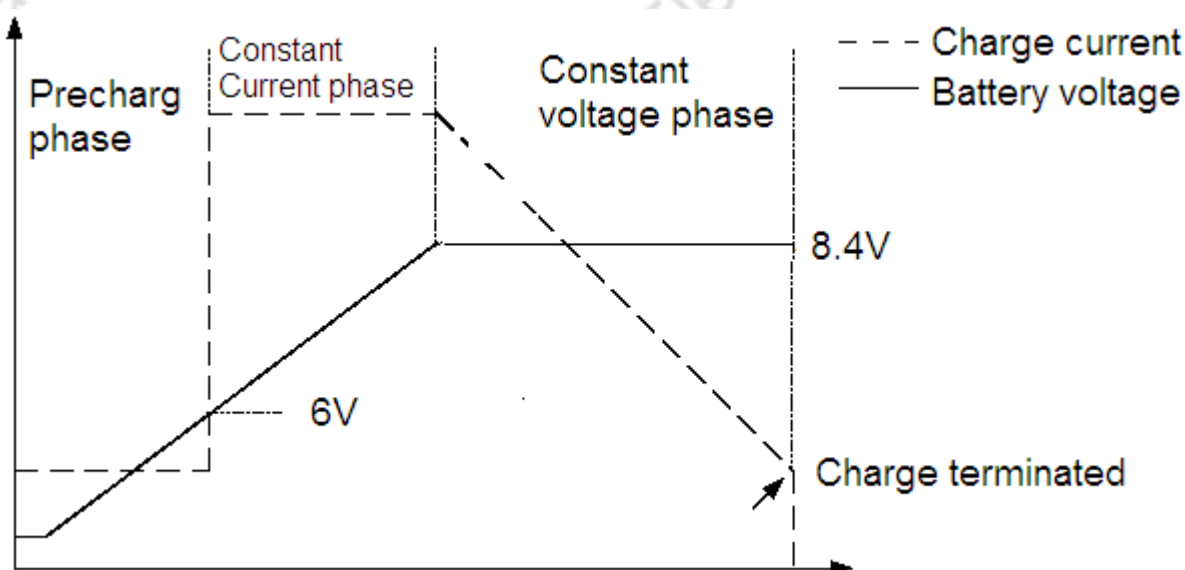 Precharg
phase
Constant
Current phase
Constant
voltage phase
Charge current
Battery voltage
8.4V
6V
Charge terminated